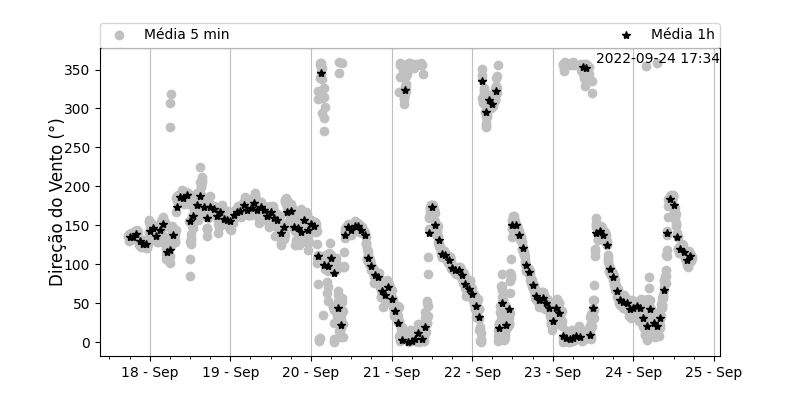 Média 5 min
Média 1h
2022-09-24 17:34
Direção do Vento (°)
350
300
250
200
150
100
50
0
18 - Sep
19 - Sep
20 - Sep
21 - Sep
22 - Sep
23 - Sep
24 - Sep
25 - Sep